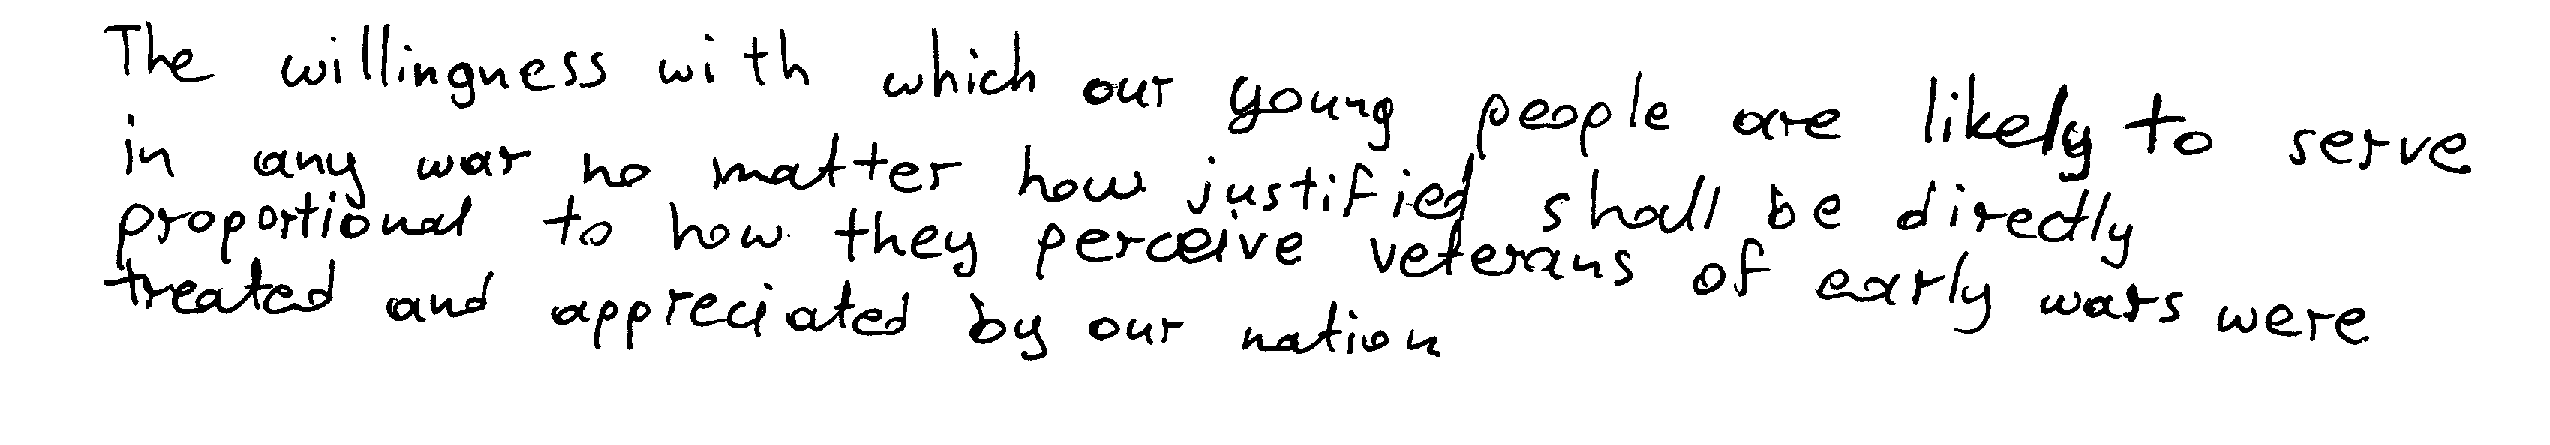 The willingness with which our young people are likely to serve
in any war no matter how justified shall be directly
proportional to how they perceive veterans of early wars were
treated and appreciated by our nation